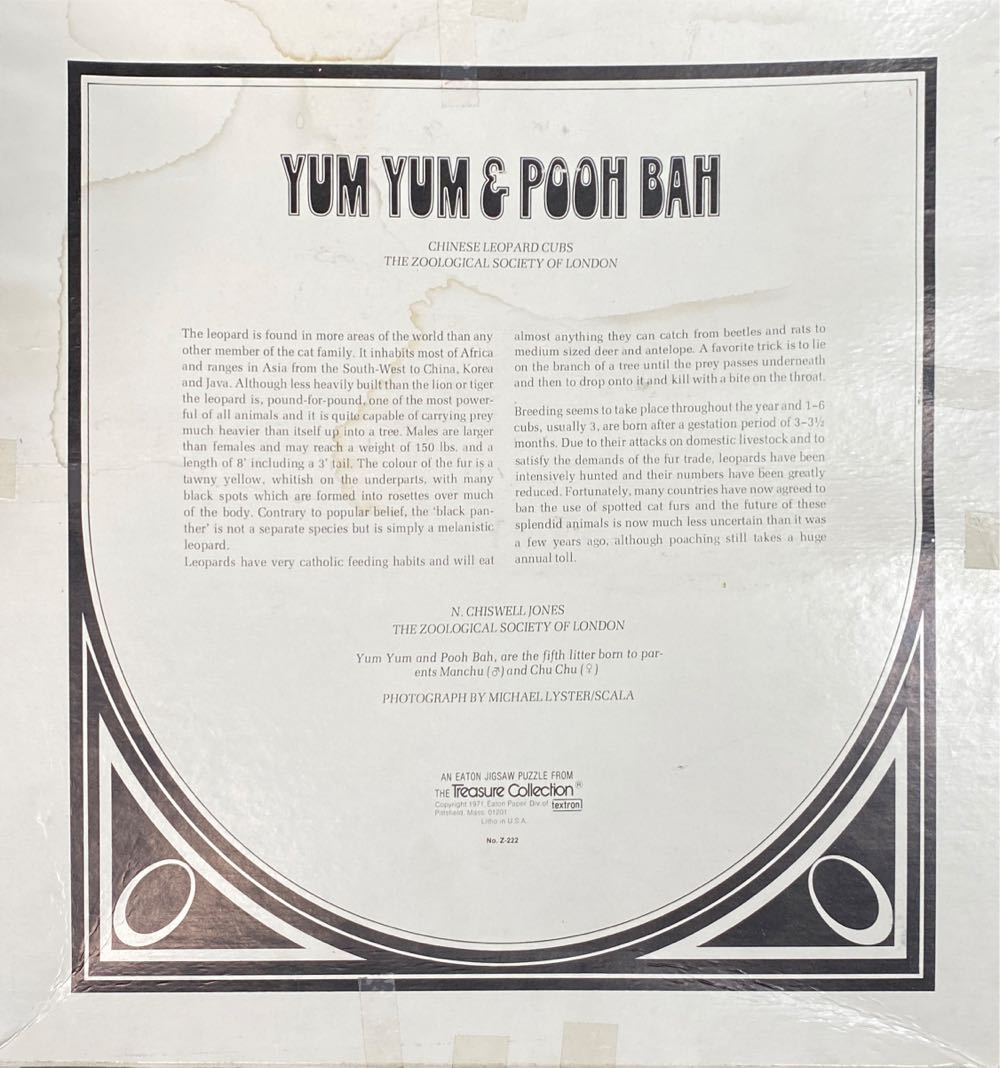 YUM YUM & POOH BAH
CHINESE LEOPARD CUBS
THE ZOOLOGICAL SOCIETY OF LONDON
The leopard is found in more areas of the world than any
other member of the cat family. It inhabits most of Africa
and ranges in Asia from the South-West to China, Korea
and Java. Although less heavily built than the lion or tiger
the leopard is, pound-for-pound, one of the most power-
ful of all animals and it is quite capable of carrying prey
much heavier than itself up into a tree. Males are larger
than females and may reach a weight of 150 lbs. and a
length of 8' including a 3' tail. The colour of the fur is a
tawny yellow, whitish on the underparts, with many
black spots which are formed into rosettes over much
of the body. Contrary to popular belief, the 'black pan-
ther' is not a separate species but is simply a melanistic
leopard.
Leopards have very catholic feeding habits and will eat
almost anything they can catch from beetles and rats to
medium sized deer and antelope. A favorite trick is to lie
on the branch of a tree until the prey passes underneath
and then to drop onto it and kill with a bite on the throat.
Breeding seems to take place throughout the year and 1–6
cubs, usually 3, are born after a gestation period of 3–3½
months. Due to their attacks on domestic livestock and to
satisfy the demands of the fur trade, leopards have been
intensively hunted and their numbers have been greatly
reduced. Fortunately, many countries have now agreed to
ban the use of spotted cat furs and the future of these
splendid animals is now much less uncertain than it was
a few years ago, although poaching still takes a huge
annual toll.
N. CHISWELL JONES
THE ZOOLOGICAL SOCIETY OF LONDON
Yum Yum and Pooh Bah, are the fifth litter born to par-
ents Manchu (♂) and Chu Chu (♀)
PHOTOGRAPH BY MICHAEL LYSTER/SCALA
AN EATON JIGSAW PUZZLE FROM
THE Treasure Collection®
Copyright 1971, Eaton Paper Div. of textron
Pittsfield, Mass. 01201
Litho in U.S.A.
No. Z-222